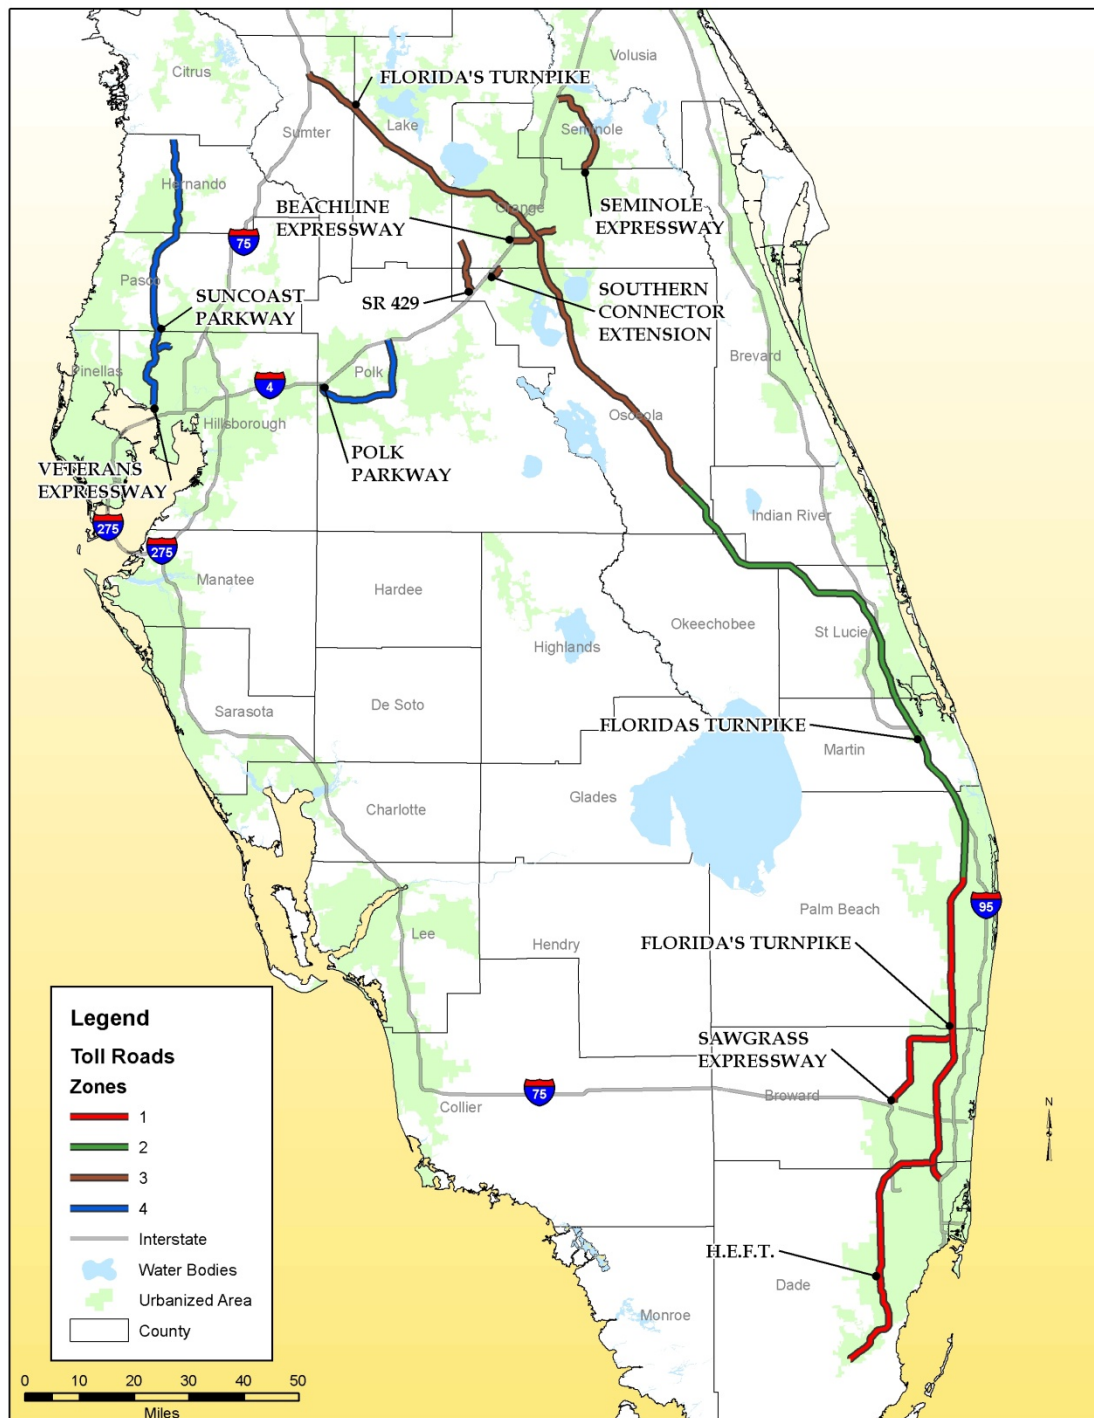 Volusia
Citrus
FLORIDA'S TURNPIKE
Sumter
Lake
Seminole
Hernando
BEACHLINE
EXPRESSWAY
Orange
SEMINOLE
EXPRESSWAY
75
Pasco
SUNCOAST
PARKWAY
SR 429
SOUTHERN
CONNECTOR
EXTENSION
Brevard
Pinellas
4
Polk
Hillsborough
Osceola
POLK
PARKWAY
VETERANS
EXPRESSWAY
275
275
Indian River
Manatee
Hardee
Highlands
Okeechobee
St Lucie
Sarasota
De Soto
FLORIDAS TURNPIKE
Martin
Charlotte
Glades
95
Palm Beach
Lee
Hendry
FLORIDA'S TURNPIKE
SAWGRASS
EXPRESSWAY
75
Collier
Broward
N
H.E.F.T.
Dade
Monroe
Legend
Toll Roads
Zones
1
2
3
4
Interstate
Water Bodies
Urbanized Area
County
0 10 20 30 40 50
Miles